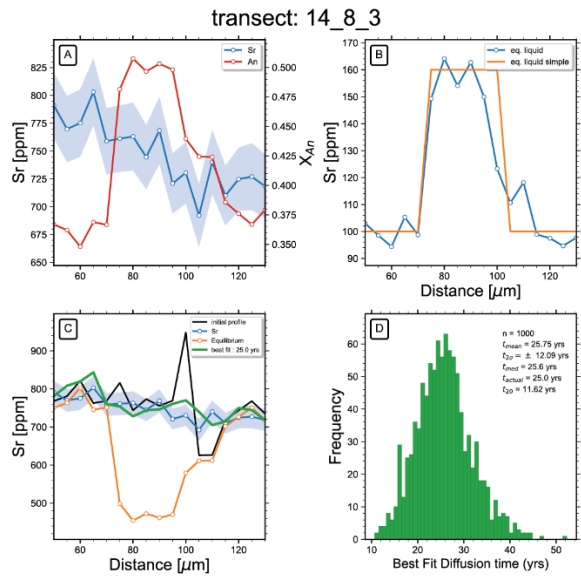 transect: 14_8_3
A
Sr
An
825
800
775
750
725
700
675
650
Sr [ppm]
0.500
0.475
0.450
0.425
0.400
0.375
0.350
X_An
60
80
100
120
B
eq. liquid
eq. liquid simple
160
150
140
130
120
110
100
90
Sr [ppm]
60
80
100
120
Distance [µm]
C
initial profile
Sr
Equilibrium
best fit : 25.0 yrs
900
800
700
600
500
Sr [ppm]
60
80
100
120
Distance [µm]
D
n = 1000
t_mean = 25.75 yrs
t_2σ = ± 12.09 yrs
t_med = 25.6 yrs
t_actual = 25.0 yrs
t_20 = 11.62 yrs
60
50
40
30
20
10
0
Frequency
10
20
30
40
50
Best Fit Diffusion time (yrs)